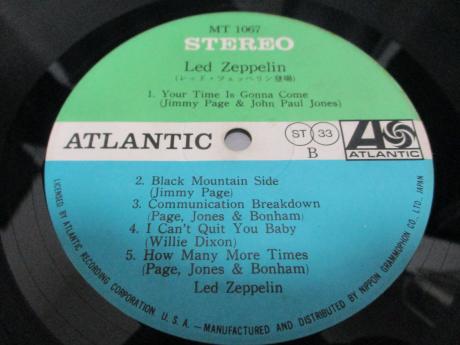 MT 1067
STEREO
Led Zeppelin
(レッド・ツェッペリン登場)
1. Your Time Is Gonna Come
(Jimmy Page & John Paul Jones)
ATLANTIC
ST 33
B
ATLANTIC
2. Black Mountain Side
(Jimmy Page)
3. Communication Breakdown
(Page, Jones & Bonham)
4. I Can't Quit You Baby
(Willie Dixon)
5. How Many More Times
(Page, Jones & Bonham)
Led Zeppelin
LICENSED BY ATLANTIC RECORDING CORPORATION U.S.A.—MANUFACTURED AND DISTRIBUTED BY NIPPON GRAMMOPHON CO., LTD., JAPAN